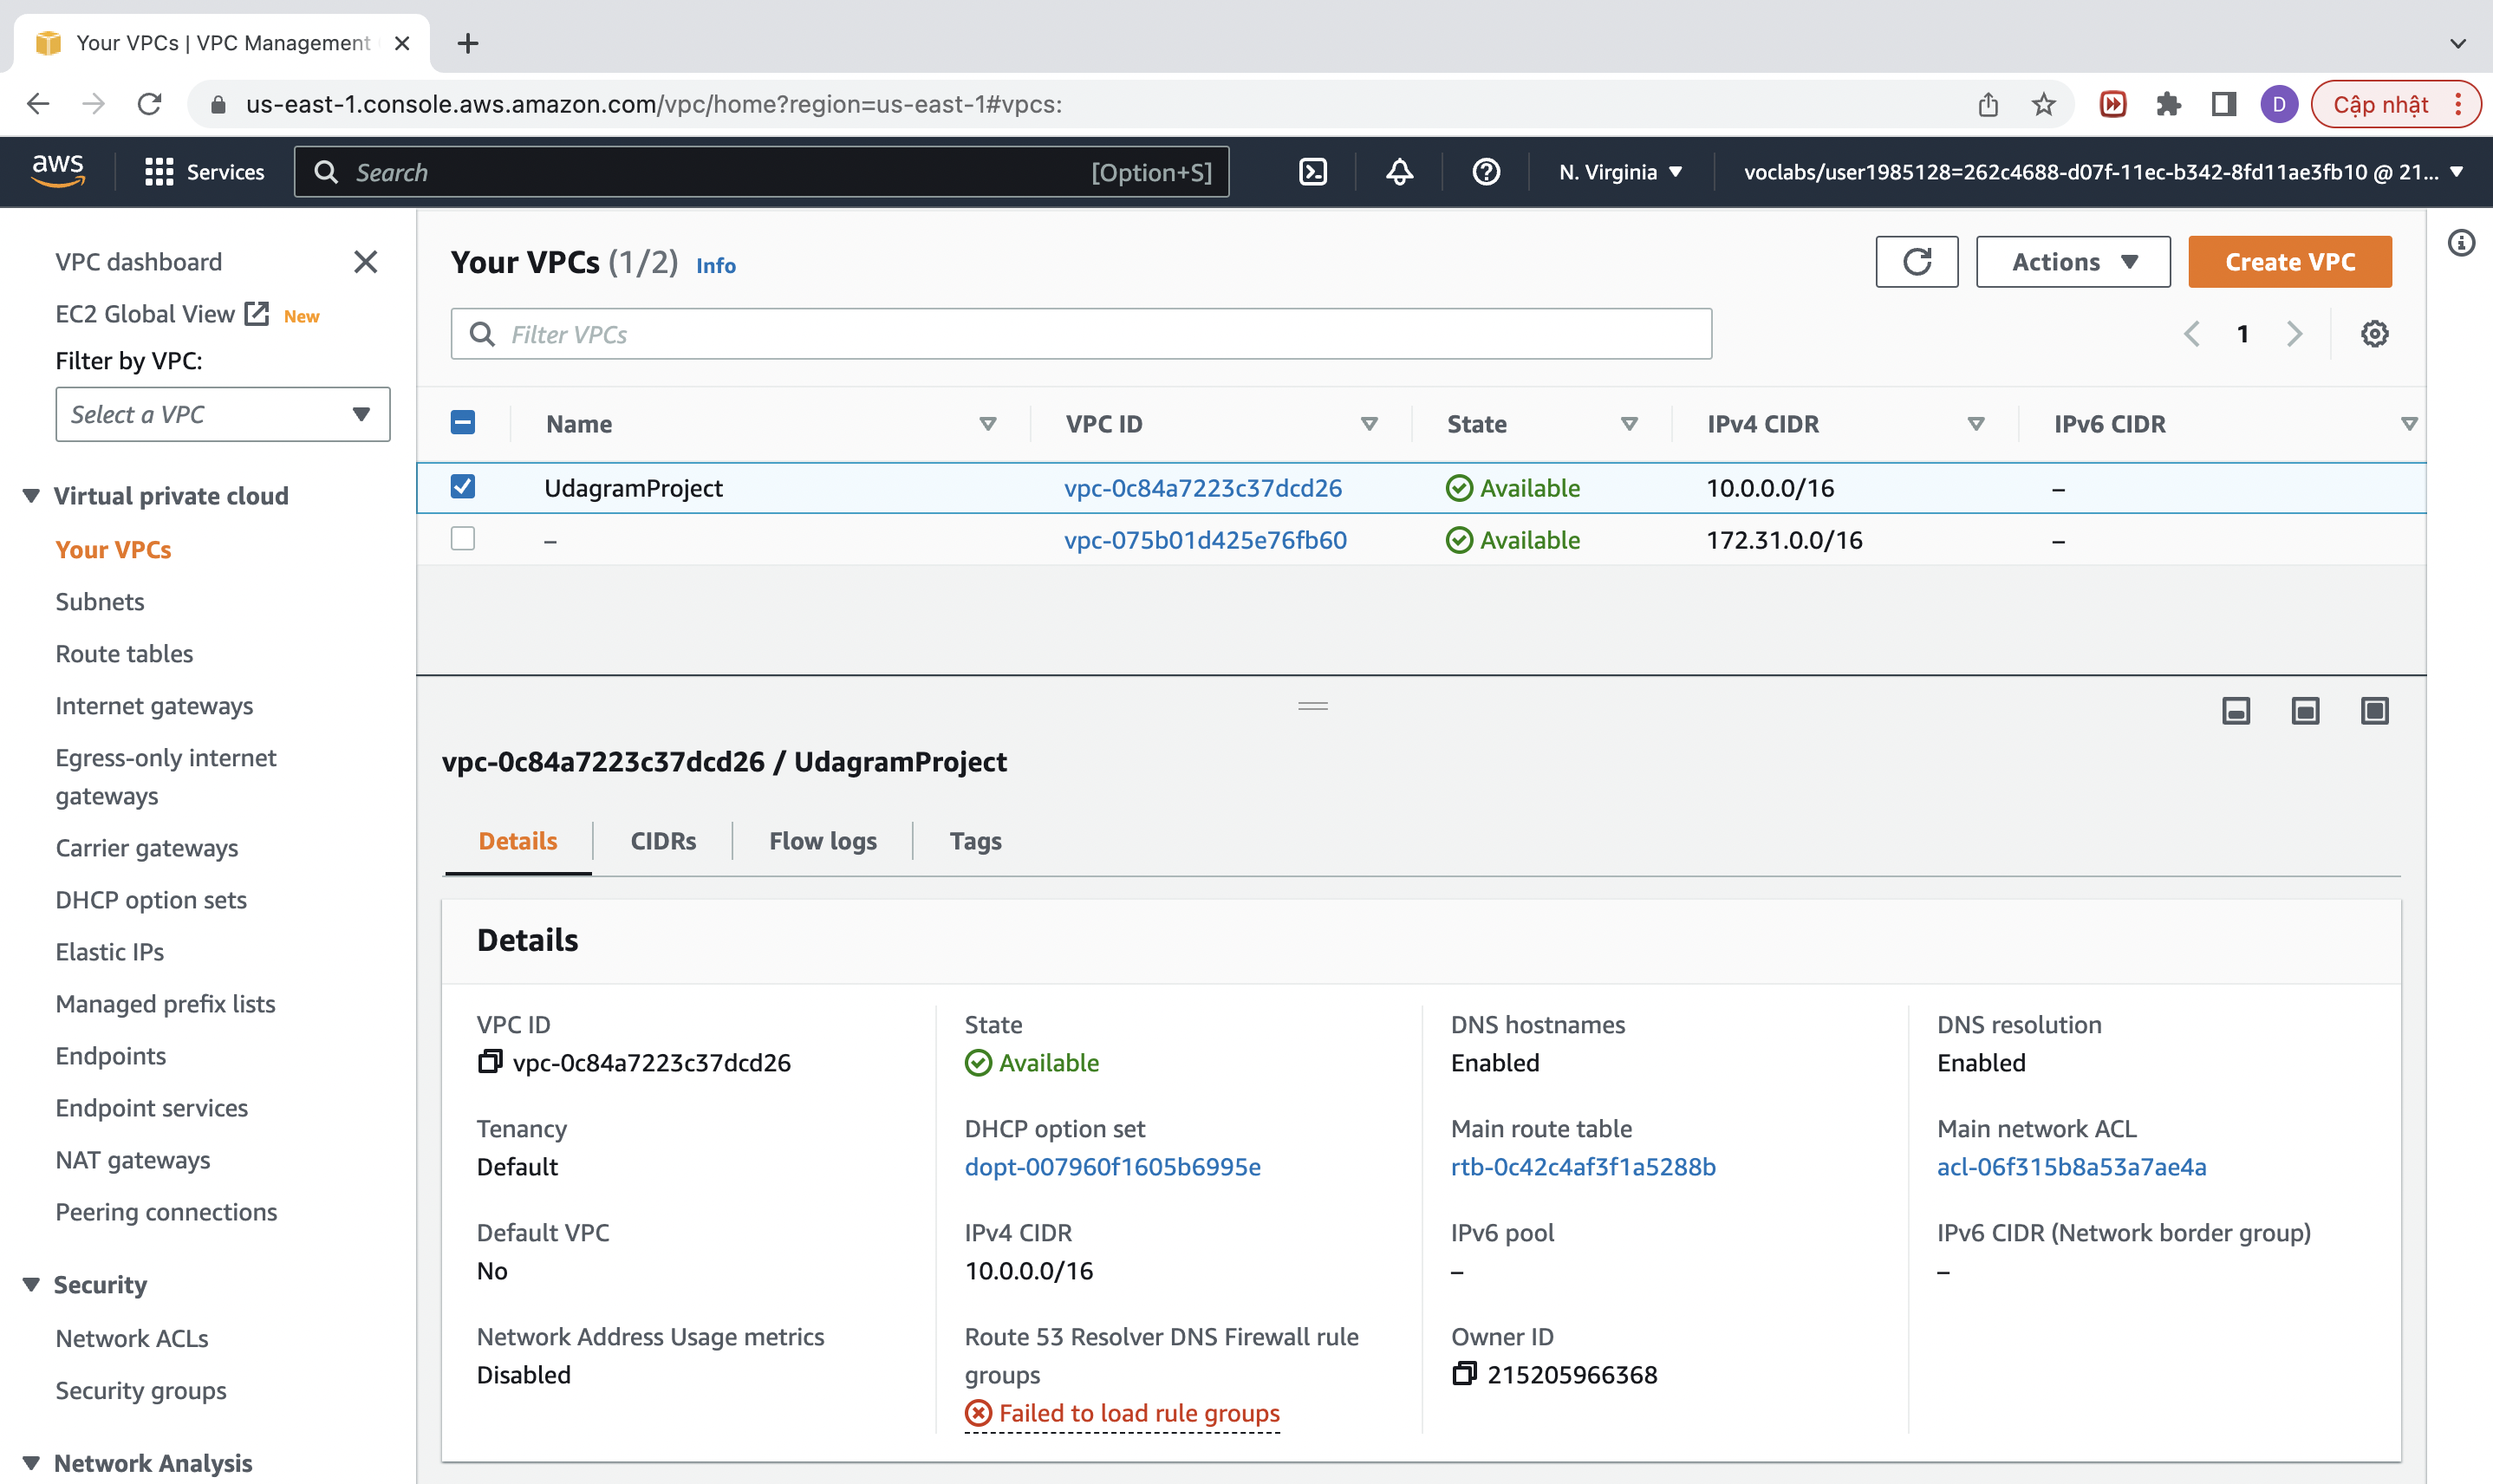 Your VPCs | VPC Management
us-east-1.console.aws.amazon.com/vpc/home?region=us-east-1#vpcs:
D
Cập nhật
aws
Services
Search
[Option+S]
N. Virginia
voclabs/user1985128=262c4688-d07f-11ec-b342-8fd11ae3fb10 @ 21...
VPC dashboard
EC2 Global View New
Filter by VPC:
Select a VPC
Virtual private cloud
Your VPCs
Subnets
Route tables
Internet gateways
Egress-only internet
gateways
Carrier gateways
DHCP option sets
Elastic IPs
Managed prefix lists
Endpoints
Endpoint services
NAT gateways
Peering connections
Security
Network ACLs
Security groups
Network Analysis
Your VPCs (1/2) Info
Actions
Create VPC
Filter VPCs
1
Name VPC ID State IPv4 CIDR IPv6 CIDR
UdagramProject vpc-0c84a7223c37dcd26 Available 10.0.0.0/16 –
– vpc-075b01d425e76fb60 Available 172.31.0.0/16 –
vpc-0c84a7223c37dcd26 / UdagramProject
Details CIDRs Flow logs Tags
Details
VPC ID
vpc-0c84a7223c37dcd26
State
Available
DNS hostnames
Enabled
DNS resolution
Enabled
Tenancy
Default
DHCP option set
dopt-007960f1605b6995e
Main route table
rtb-0c42c4af3f1a5288b
Main network ACL
acl-06f315b8a53a7ae4a
Default VPC
No
IPv4 CIDR
10.0.0.0/16
IPv6 pool
–
IPv6 CIDR (Network border group)
–
Network Address Usage metrics
Disabled
Route 53 Resolver DNS Firewall rule
groups
Failed to load rule groups
Owner ID
215205966368